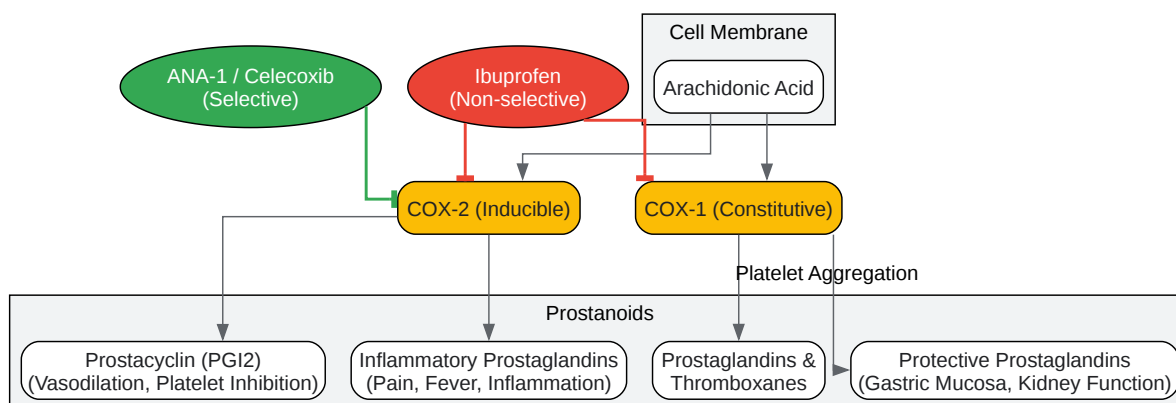 Cell Membrane
ANA-1 / Celecoxib
(Selective)
Ibuprofen
(Non-selective)
Arachidonic Acid
COX-2 (Inducible)
COX-1 (Constitutive)
Platelet Aggregation
Prostanoids
Prostacyclin (PGI2)
(Vasodilation, Platelet Inhibition)
Inflammatory Prostaglandins
(Pain, Fever, Inflammation)
Prostaglandins &
Thromboxanes
Protective Prostaglandins
(Gastric Mucosa, Kidney Function)